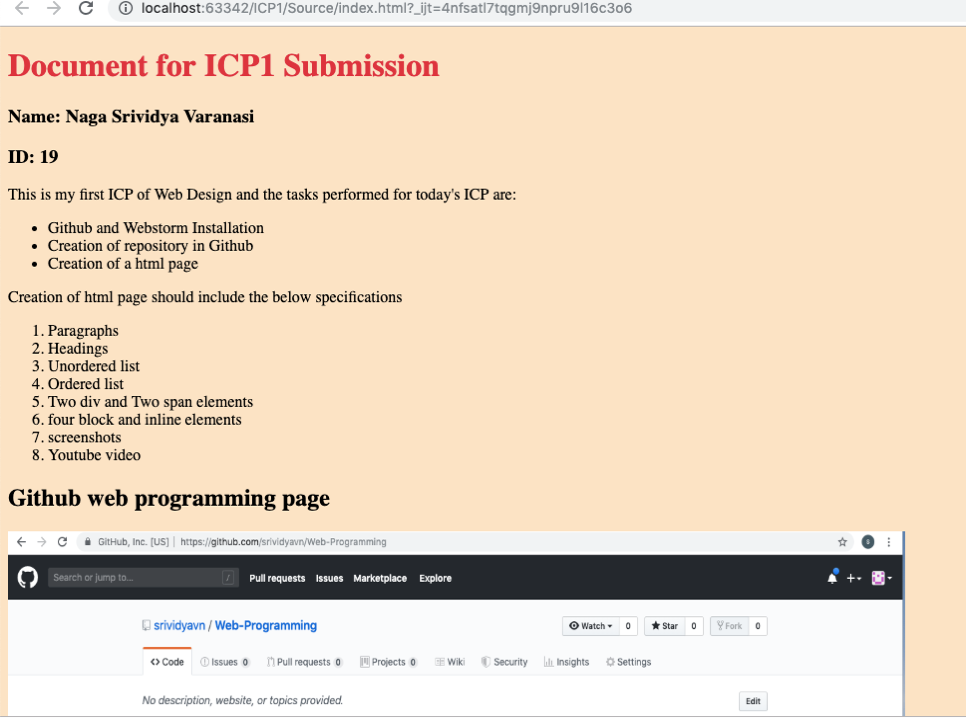 localhost:63342/ICP1/Source/index.html?_ijt=4nfsatl7tqgmj9npru9l16c3o6
Document for ICP1 Submission
Name: Naga Srividya Varanasi
ID: 19
This is my first ICP of Web Design and the tasks performed for today's ICP are:
• Github and Webstorm Installation
• Creation of repository in Github
• Creation of a html page
Creation of html page should include the below specifications
1. Paragraphs
2. Headings
3. Unordered list
4. Ordered list
5. Two div and Two span elements
6. four block and inline elements
7. screenshots
8. Youtube video
Github web programming page
GitHub, Inc. [US] | https://github.com/srividyavn/Web-Programming
Search or jump to... / Pull requests Issues Marketplace Explore
srividyavn / Web-Programming Watch 0 Star 0 Fork 0
<> Code Issues 0 Pull requests 0 Projects 0 Wiki Security Insights Settings
No description, website, or topics provided. Edit